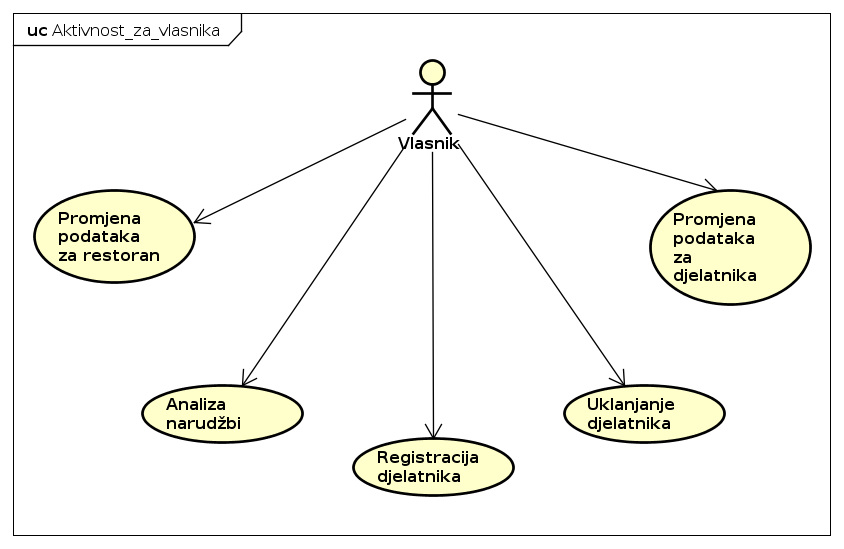 uc Aktivnost_za_vlasnika
Vlasnik
Promjena
podataka
za restoran
Promjena
podataka
za
djelatnika
Analiza
narudžbi
Uklanjanje
djelatnika
Registracija
djelatnika